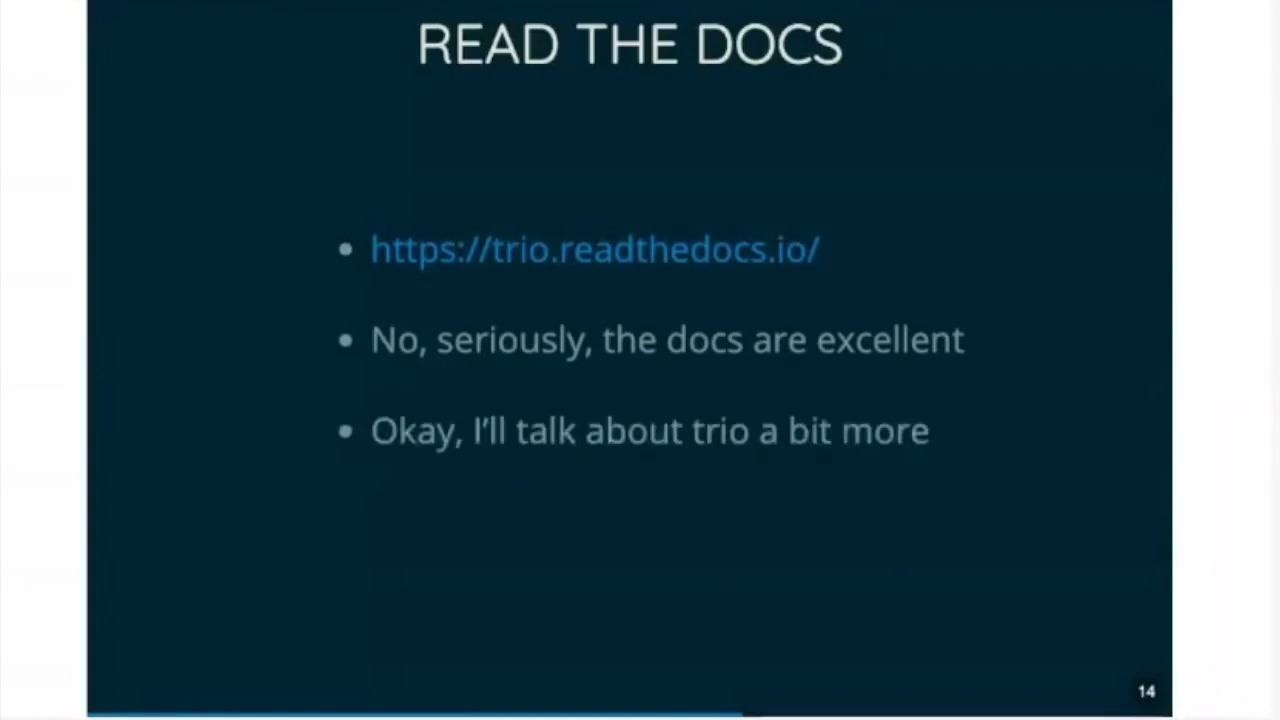 READ THE DOCS
https://trio.readthedocs.io/
No, seriously, the docs are excellent
Okay, I'll talk about trio a bit more
14